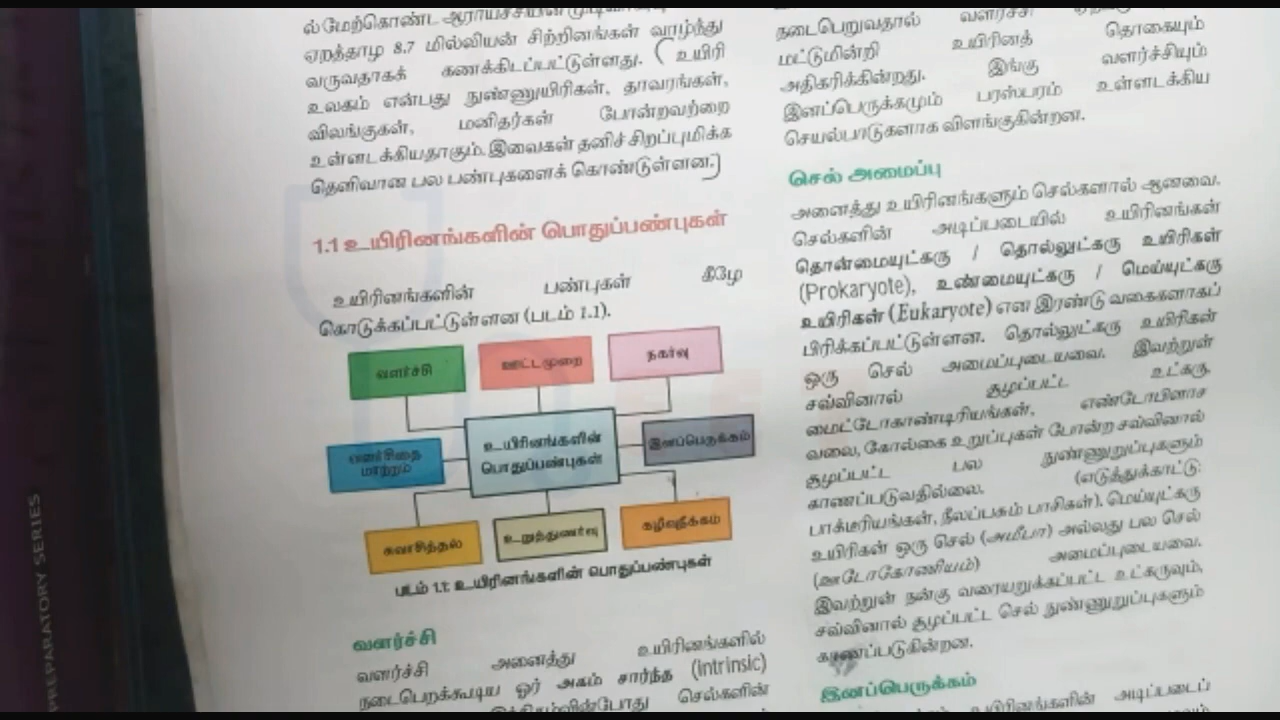 PREPARATORY SERIES
ல் மேற்கொண்ட ஆராய்ச்சியின்
ஏறத்தாழ 8.7 மில்லியன் சிற்றினங்கள் வாழ்ந்து
வருவதாகக் கணக்கிடப்பட்டுள்ளது. ( உயிரி
உலகம் என்பது நுண்ணுயிரிகள், தாவரங்கள்,
விலங்குகள், மனிதர்கள் போன்றவற்றை
உள்ளடக்கியதாகும். இவைகள் தனிச் சிறப்புமிக்க
தெளிவான பல பண்புகளைக் கொண்டுள்ளன.)
1.1 உயிரினங்களின் பொதுப்பண்புகள்
உயிரினங்களின் பண்புகள் கீழே
கொடுக்கப்பட்டுள்ளன (படம் 1.1).
வளர்ச்சி
ஊட்டமுறை
நகர்வு
வளர்சிதை
மாற்றம்
உயிரினங்களின்
பொதுப்பண்புகள்
இனப்பெருக்கம்
சுவாசித்தல்
உறுத்துணர்வு
கழிவுநீக்கம்
படம் 1.1: உயிரினங்களின் பொதுப்பண்புகள்
வளர்ச்சி
வளர்ச்சி அனைத்து உயிரினங்களில்
நடைபெறக்கூடிய ஓர் அகம் சார்ந்த (intrinsic)
செல்களின்
நடைபெறுவதால் வளர்ச்சி
மட்டுமின்றி உயிரினத் தொகையும்
அதிகரிக்கின்றது. இங்கு வளர்ச்சியும்
இனப்பெருக்கமும் பரஸ்பரம் உள்ளடக்கிய
செயல்பாடுகளாக விளங்குகின்றன.
செல் அமைப்பு
அனைத்து உயிரினங்களும் செல்களால் ஆனவை.
செல்களின் அடிப்படையில் உயிரினங்கள்
தொன்மையுட்கரு / தொல்லுட்கரு உயிரிகள்
(Prokaryote), உண்மையுட்கரு / மெய்யுட்கரு
உயிரிகள் (Eukaryote) என இரண்டு வகைகளாகப்
பிரிக்கப்பட்டுள்ளன. தொல்லுட்கரு உயிரிகள்
ஒரு செல் அமைப்புடையவை. இவற்றுள்
சவ்வினால் சூழப்பட்ட உட்கரு,
மைட்டோகாண்டிரியங்கள், எண்டோபிளாச
வலை, கோல்கை உறுப்புகள் போன்ற சவ்வினால்
சூழப்பட்ட பல நுண்ணுறுப்புகளும்
காணப்படுவதில்லை. (எடுத்துக்காட்டு:
பாக்டீரியங்கள், நீலப்பசும் பாசிகள்). மெய்யுட்கரு
உயிரிகள் ஒரு செல் (அமீபா) அல்லது பல செல்
(ஊடோகோணியம்) அமைப்புடையவை.
இவற்றுள் நன்கு வரையறுக்கப்பட்ட உட்கருவும்,
சவ்வினால் சூழப்பட்ட செல் நுண்ணுறுப்புகளும்
காணப்படுகின்றன.
இனப்பெருக்கம்
உயிரினங்களின் அடிப்படைப்